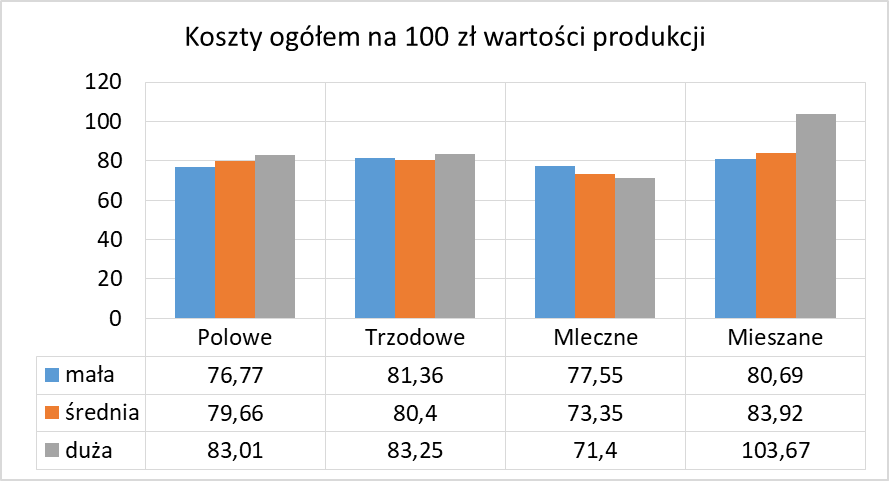 Koszty ogółem na 100 zł wartości produkcji
120
100
80
60
40
20
0
Polowe Trzodowe Mleczne Mieszane
mała 76,77 81,36 77,55 80,69
średnia 79,66 80,4 73,35 83,92
duża 83,01 83,25 71,4 103,67